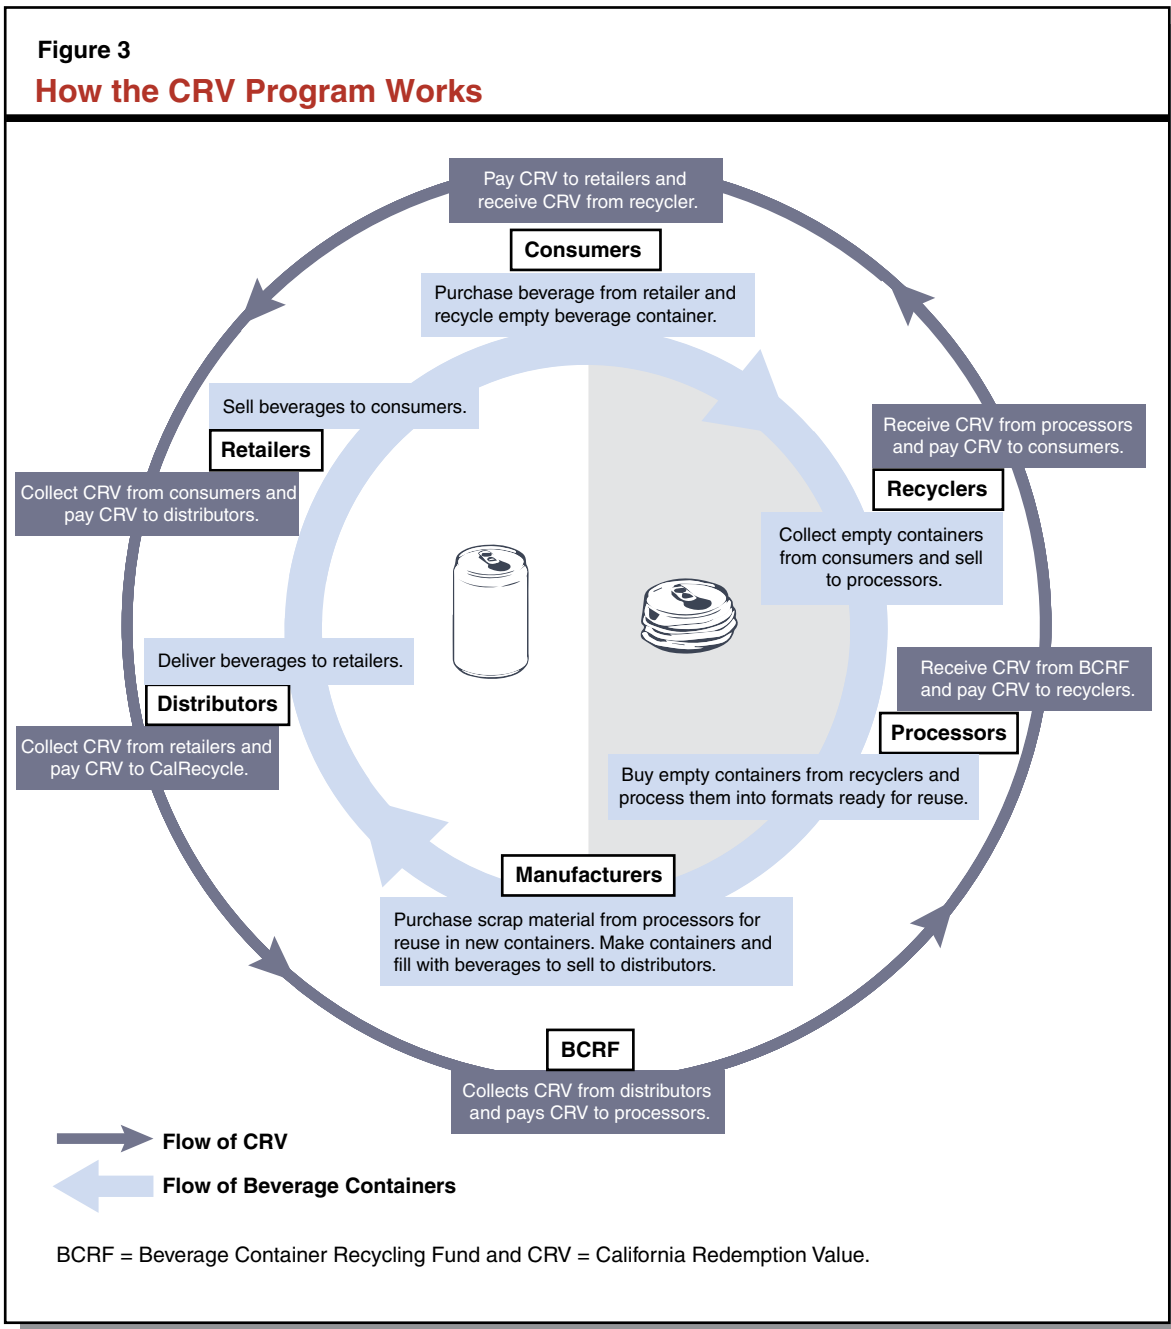 Figure 3
How the CRV Program Works
Pay CRV to retailers and
receive CRV from recycler.
Consumers
Purchase beverage from retailer and
recycle empty beverage container.
Sell beverages to consumers.
Retailers
Collect CRV from consumers and
pay CRV to distributors.
Receive CRV from processors
and pay CRV to consumers.
Recyclers
Collect empty containers
from consumers and sell
to processors.
Deliver beverages to retailers.
Distributors
Collect CRV from retailers and
pay CRV to CalRecycle.
Receive CRV from BCRF
and pay CRV to recyclers.
Processors
Buy empty containers from recyclers and
process them into formats ready for reuse.
Manufacturers
Purchase scrap material from processors for
reuse in new containers. Make containers and
fill with beverages to sell to distributors.
BCRF
Collects CRV from distributors
and pays CRV to processors.
Flow of CRV
Flow of Beverage Containers
BCRF = Beverage Container Recycling Fund and CRV = California Redemption Value.